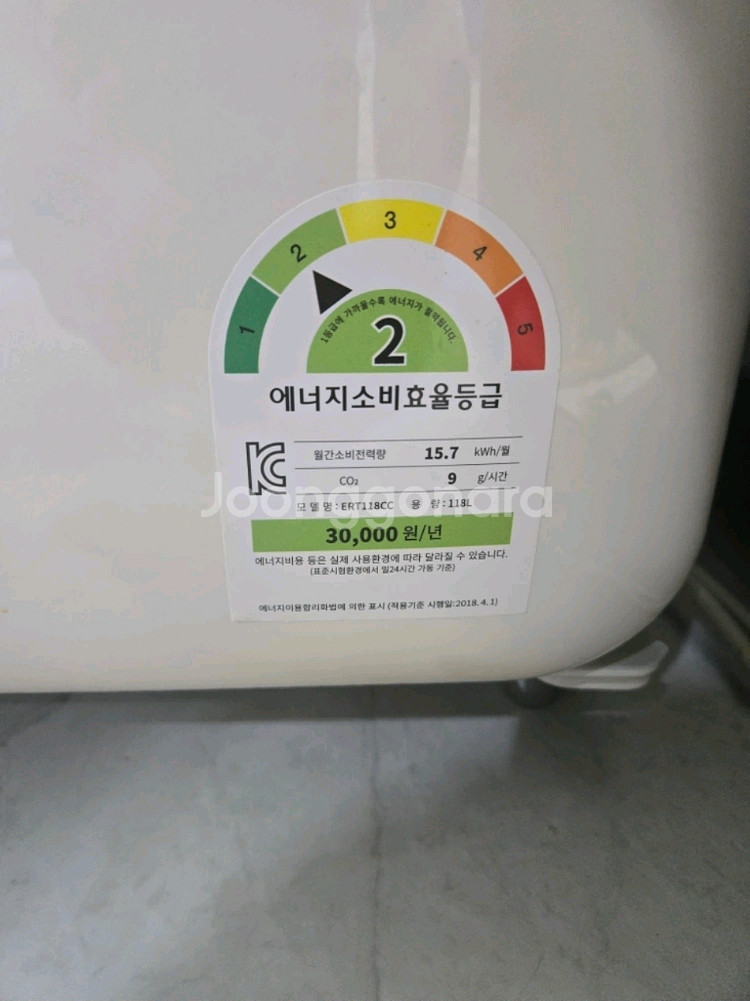 1
2
3
4
5
1등급에 가까울수록 에너지가 절약됩니다.
2
에너지소비효율등급
월간소비전력량 15.7 kWh/월
CO₂ 9 g/시간
모 델 명 : ERT118CC 용 량 : 118L
Joonggonara
30,000 원/년
에너지비용 등은 실제 사용환경에 따라 달라질 수 있습니다.
(표준시험환경에서 일24시간 가동 기준)
에너지이용합리화법에 의한 표시 (적용기준 시행일:2018.4.1)